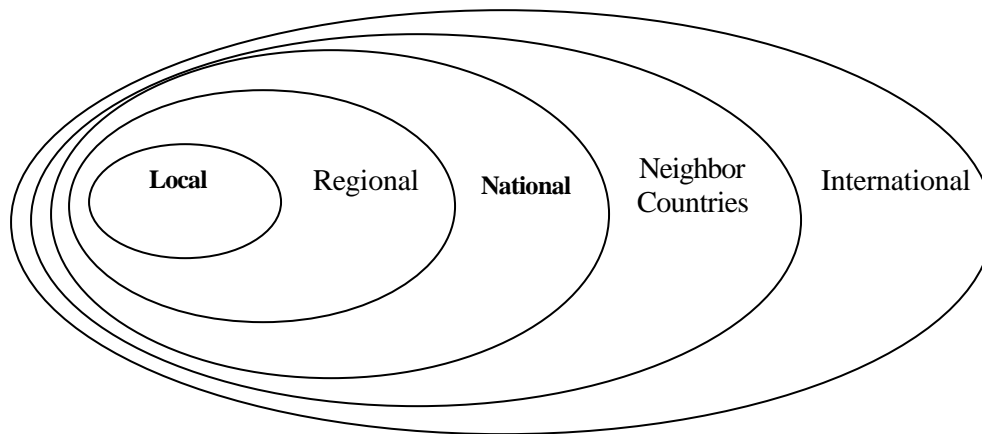 Local
Regional
National
Neighbor
Countries
International